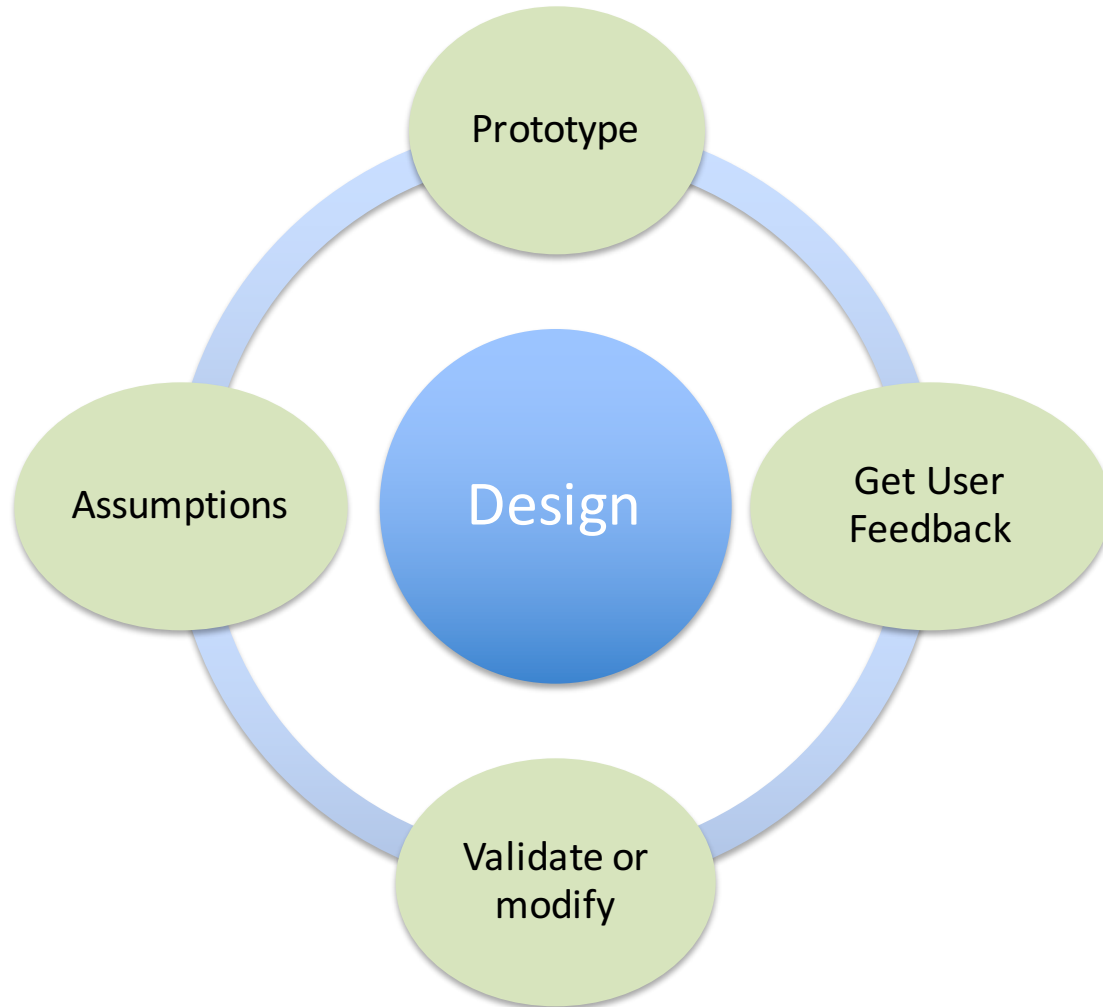 Prototype
Assumptions
Design
Get User
Feedback
Validate or
modify